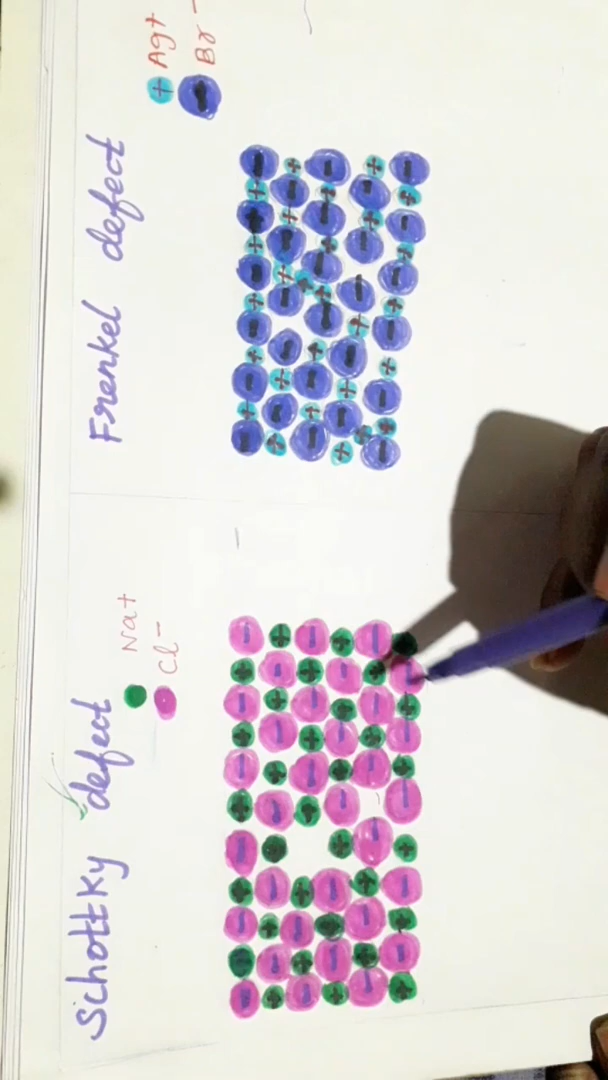 Schottky defect
Na+
Cl-
Frenkel defect
Ag+
Br-